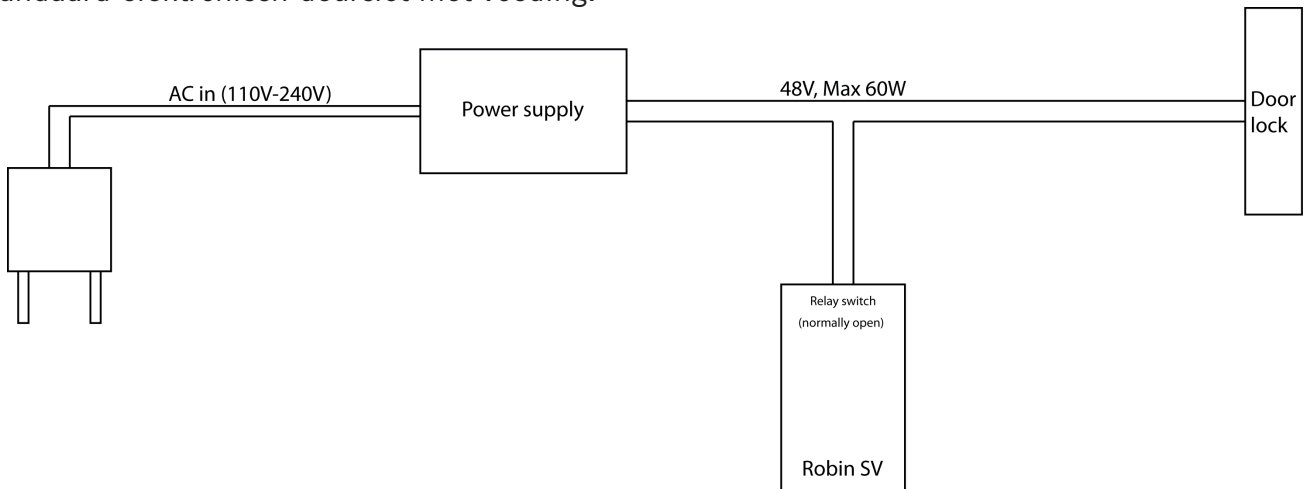 andaard elektronisch deurslot met voeding.
AC in (110V-240V)
Power supply
48V, Max 60W
Door
lock
Relay switch
(normally open)
Robin SV